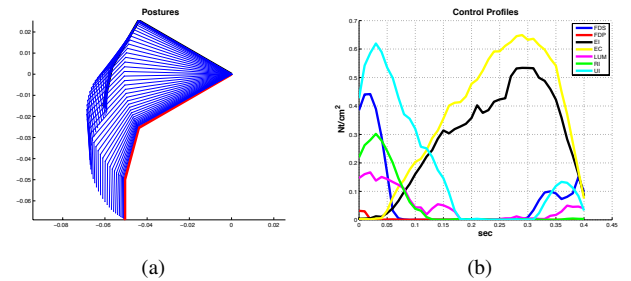 Postures
0.02
0.01
0
−0.01
−0.02
−0.03
−0.04
−0.05
−0.06
−0.08
−0.06
−0.04
−0.02
0
0.02
(a)
Control Profiles
0.7
0.6
0.5
0.4
0.3
0.2
0.1
0
Nt/cm²
0
0.05
0.1
0.15
0.2
0.25
0.3
0.35
0.4
0.45
sec
FDS
FDP
EI
EC
LUM
RI
UI
(b)